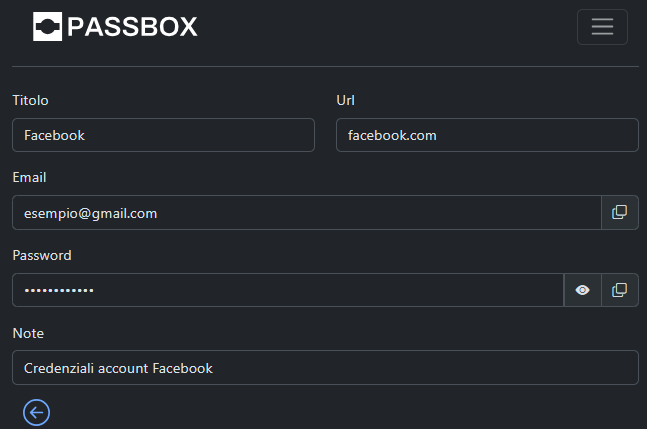 PASSBOX
Titolo
Url
Facebook
facebook.com
Email
esempio@gmail.com
Password
••••••••••••
Note
Credenziali account Facebook